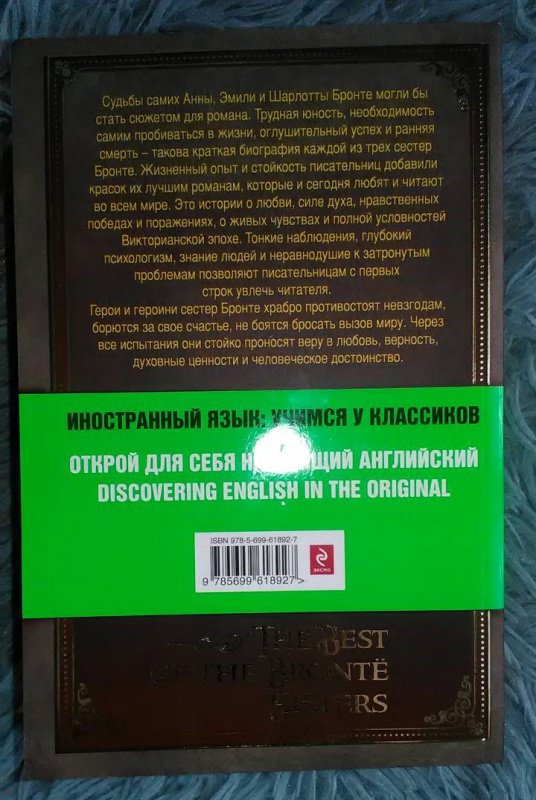 Судьбы самих Анны, Эмили и Шарлотты Бронте могли бы
стать сюжетом для романа. Трудная юность, необходимость
самим пробиваться в жизни, оглушительный успех и ранняя
смерть – такова краткая биография каждой из трех сестер
Бронте. Жизненный опыт и стойкость писательниц добавили
красок их лучшим романам, которые и сегодня любят и читают
во всем мире. Это истории о любви, силе духа, нравственных
победах и поражениях, о живых чувствах и полной условностей
Викторианской эпохе. Тонкие наблюдения, глубокий
психологизм, знание людей и неравнодушие к затронутым
проблемам позволяют писательницам с первых
строк увлечь читателя.
Герои и героини сестер Бронте храбро противостоят невзгодам,
борются за свое счастье, не боятся бросать вызов миру. Через
все испытания они стойко проносят веру в любовь, верность,
духовные ценности и человеческое достоинство.
ИНОСТРАННЫЙ ЯЗЫК: УЧИМСЯ У КЛАССИКОВ
ОТКРОЙ ДЛЯ СЕБЯ АНГЛИЙСКИЙ
DISCOVERING ENGLISH IN THE ORIGINAL
ISBN 978-5-699-61892-7
9 785699 618927 >
ЭКСМО
THE BEST
OF THE BRONTË
SISTERS